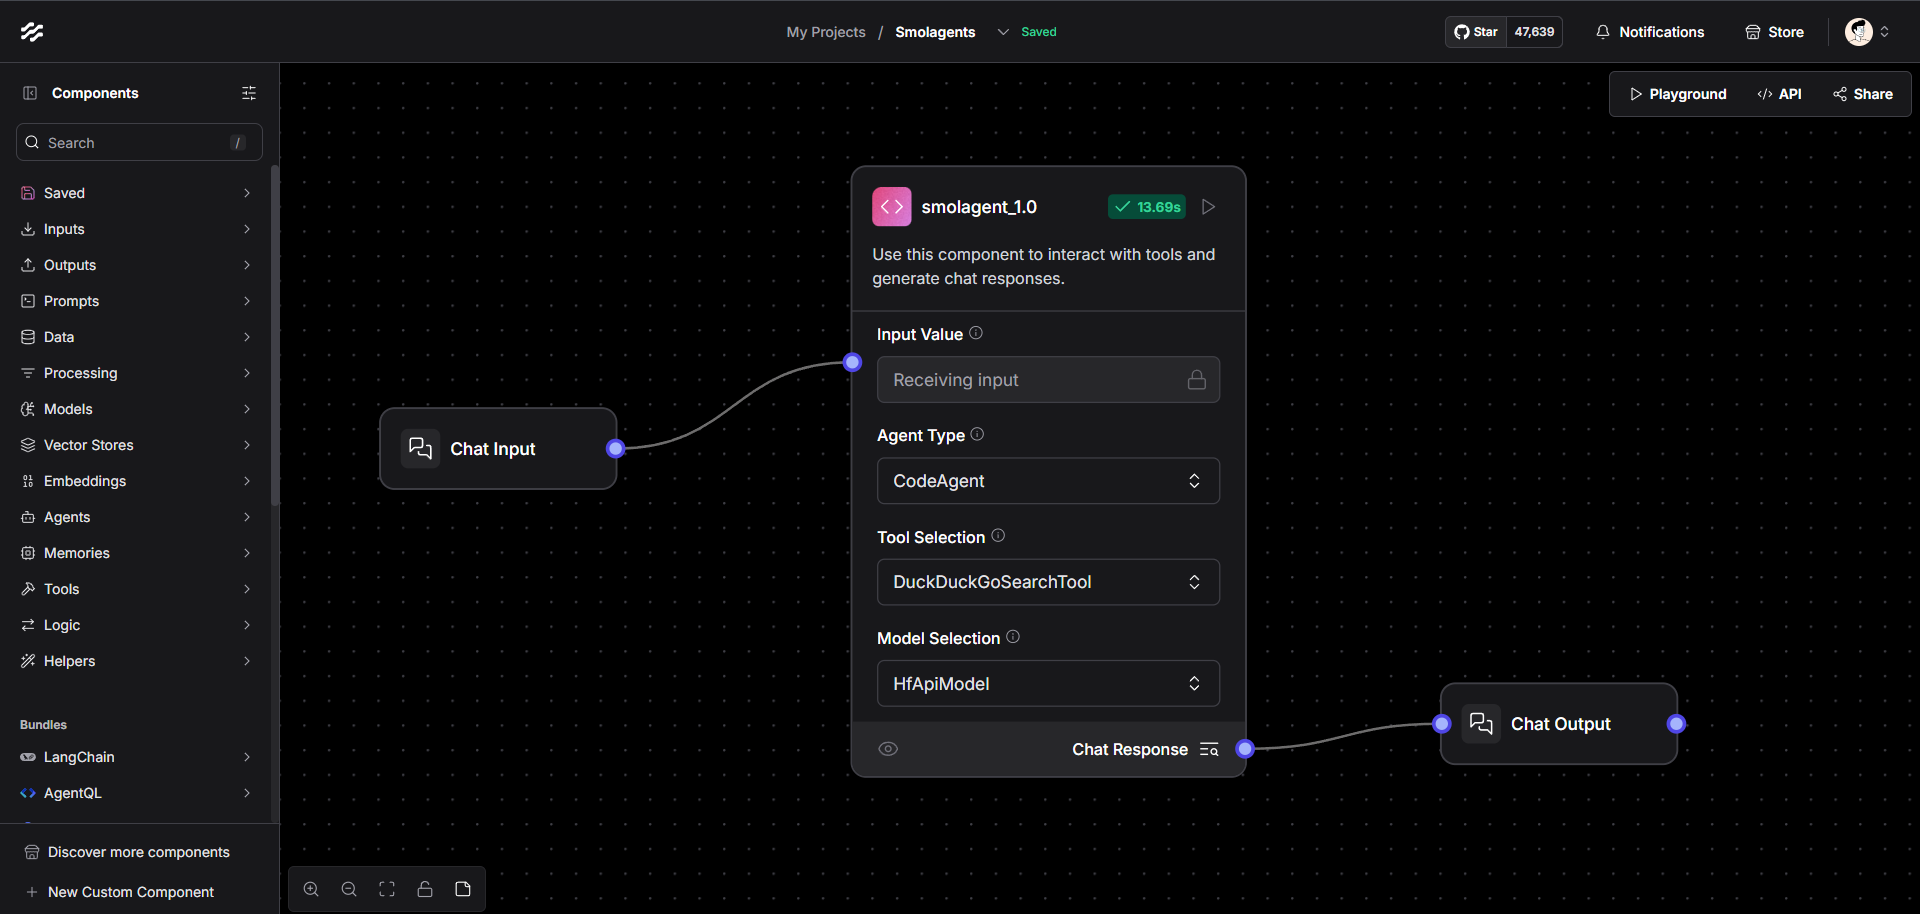 My Projects / Smolagents Saved
Star 47,639
Notifications
Store
Components
Search /
Saved
Inputs
Outputs
Prompts
Data
Processing
Models
Vector Stores
Embeddings
Agents
Memories
Tools
Logic
Helpers
Bundles
LangChain
AgentQL
Discover more components
New Custom Component
Playground
API
Share
Chat Input
smolagent_1.0
13.69s
Use this component to interact with tools and
generate chat responses.
Input Value
Receiving input
Agent Type
CodeAgent
Tool Selection
DuckDuckGoSearchTool
Model Selection
HfApiModel
Chat Response
Chat Output